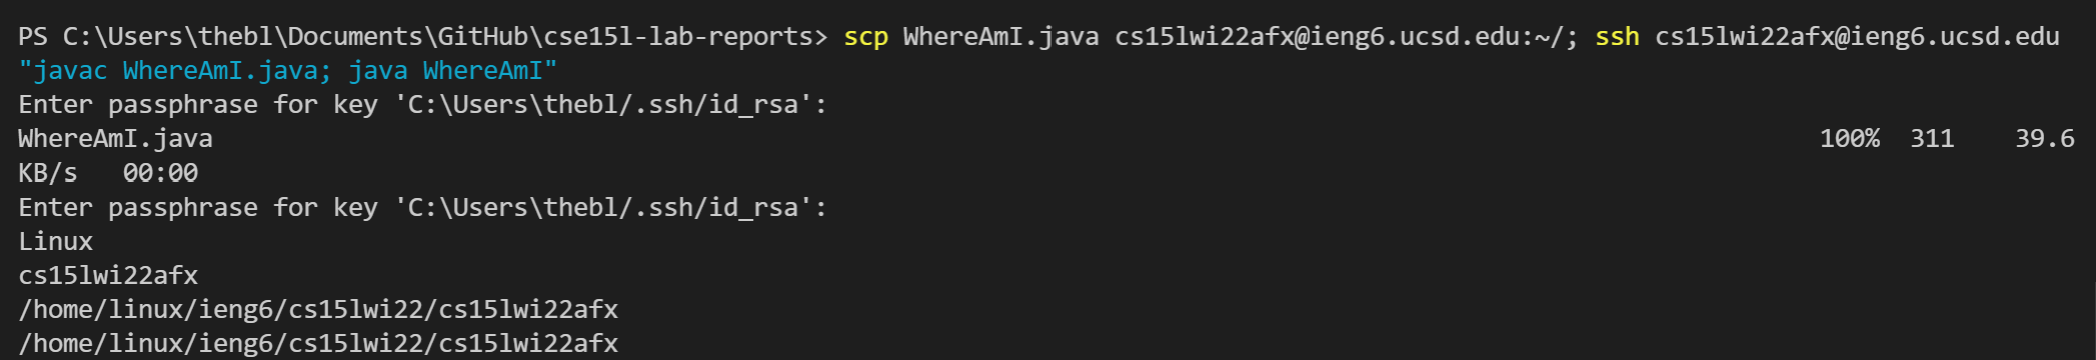 PS C:\Users\thebl\Documents\GitHub\cse15l-lab-reports> scp WhereAmI.java cs15lwi22afx@ieng6.ucsd.edu:~/; ssh cs15lwi22afx@ieng6.ucsd.edu
"javac WhereAmI.java; java WhereAmI"
Enter passphrase for key 'C:\Users\thebl/.ssh/id_rsa':
WhereAmI.java 100% 311 39.6
KB/s 00:00
Enter passphrase for key 'C:\Users\thebl/.ssh/id_rsa':
Linux
cs15lwi22afx
/home/linux/ieng6/cs15lwi22/cs15lwi22afx
/home/linux/ieng6/cs15lwi22/cs15lwi22afx